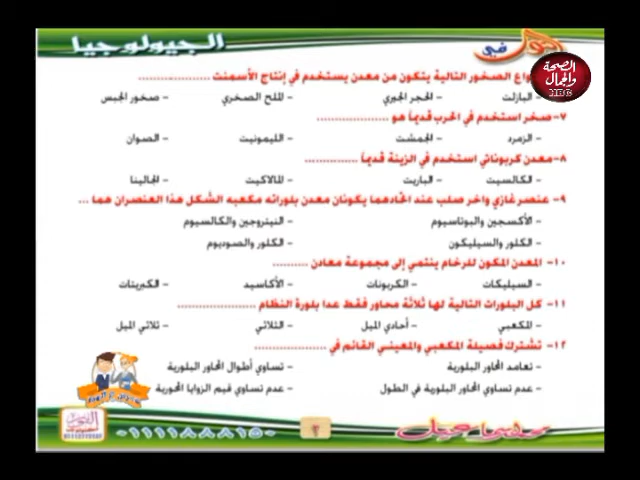 الجيولوجيا
في
الصحة
والجمال
HBC
أنواع الصخور التالية يتكون من معدن يستخدم في إنتاج الأسمنت ..................
- البازلت - الحجر الجيري - الملح الصخري - صخور الجبس
٧- صخر استخدم في الحرب قديماً هو ..................
- الزمرد - الجمشت - الليمونيت - الصوان
٨- معدن كربوناتي استخدم في الزينة قديماً .............
- الكالسيت - الباريت - المالاكيت - الجالينا
٩- عنصر غازي وآخر صلب عند اتحادهما يكونان معدن بلوراته مكعبيه الشكل هذا العنصران هما ...
- الأكسجين والبوتاسيوم - النيتروجين والكالسيوم
- الكلور والسيليكون - الكلور والصوديوم
١٠- المعدن المكون للرخام ينتمي إلى مجموعة معادن .........
- السيليكات - الكربونات - الأكاسيد - الكبريتات
١١- كل البلورات التالية لها ثلاثة محاور فقط عدا بلورة النظام ...................
- المكعبي - أحادي الميل - الثلاثي - ثلاثي الميل
١٢- تشترك فصيلة المكعبي والمعيني القائم في ..................
- تعامد المحاور البلورية - تساوي أطوال المحاور البلورية
- عدم تساوي المحاور البلورية في الطول - عدم تساوي قيم الزوايا المحورية
٢
٠١١١١٨٨٨١٥٠